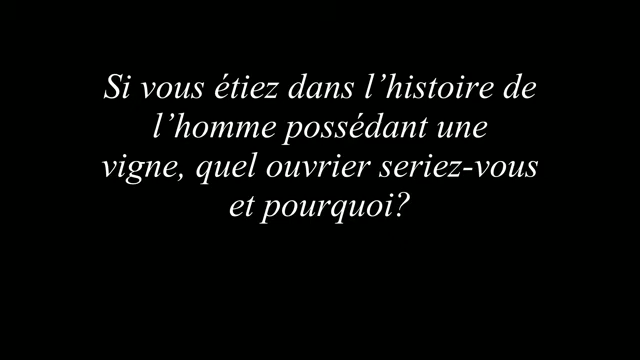 Si vous étiez dans l’histoire de
l’homme possédant une
vigne, quel ouvrier seriez-vous
et pourquoi?